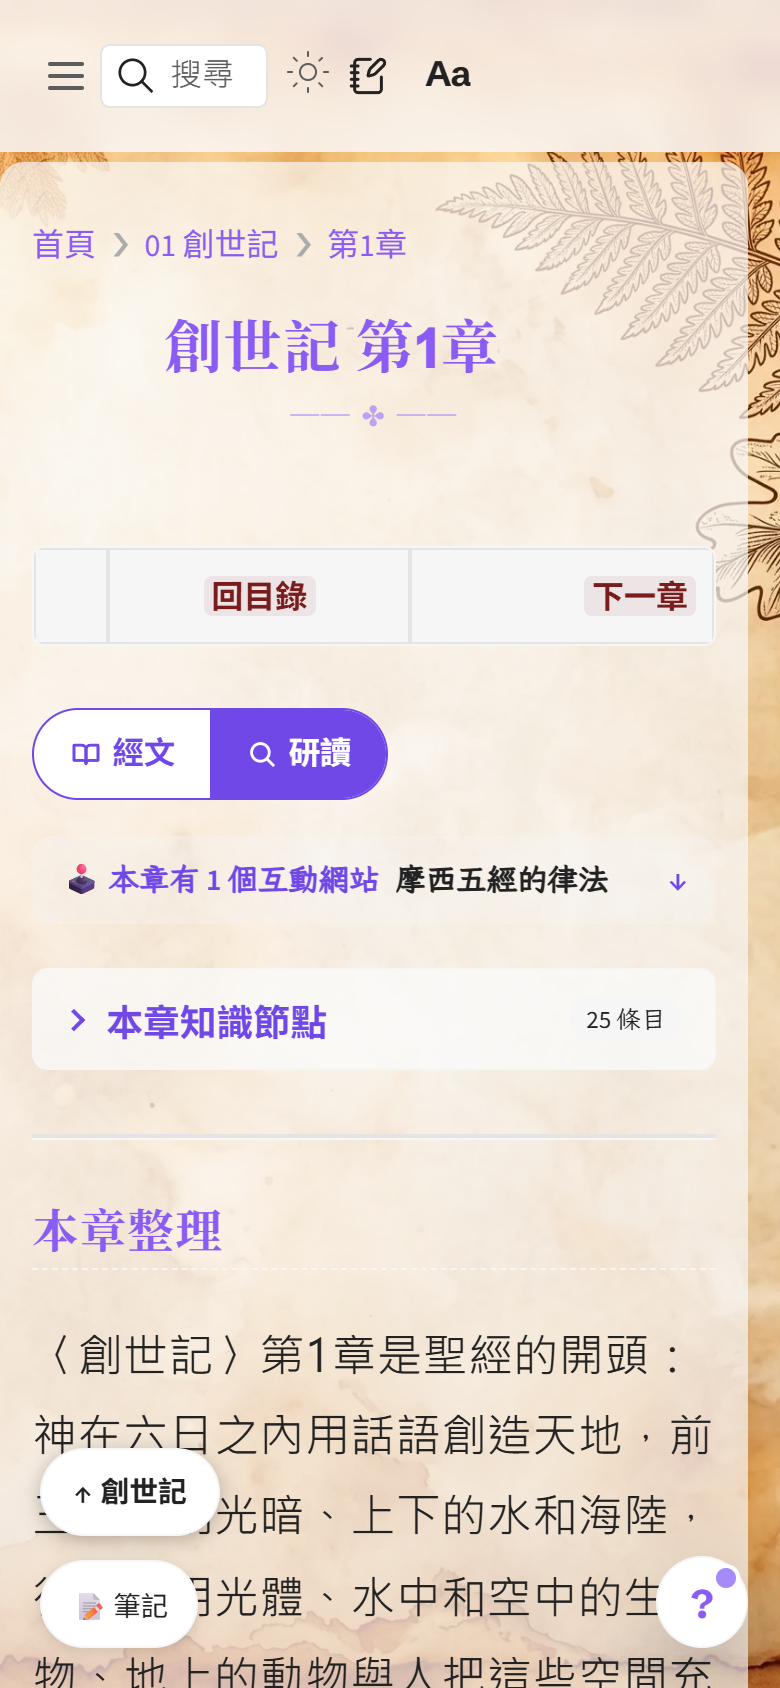 搜尋
Aa
首頁 › 01 創世記 › 第1章
創世記 第1章
回目錄 下一章
經文 研讀
本章有 1 個互動網站 摩西五經的律法 ↓
本章知識節點 25 條目
本章整理
〈創世記〉第1章是聖經的開頭：
神在六日之內用話語創造天地，前
光暗、上下的水和海陸，
光體、水中和空中的生
物、地上的動物與人把這些空間充
↑ 創世記
筆記
?